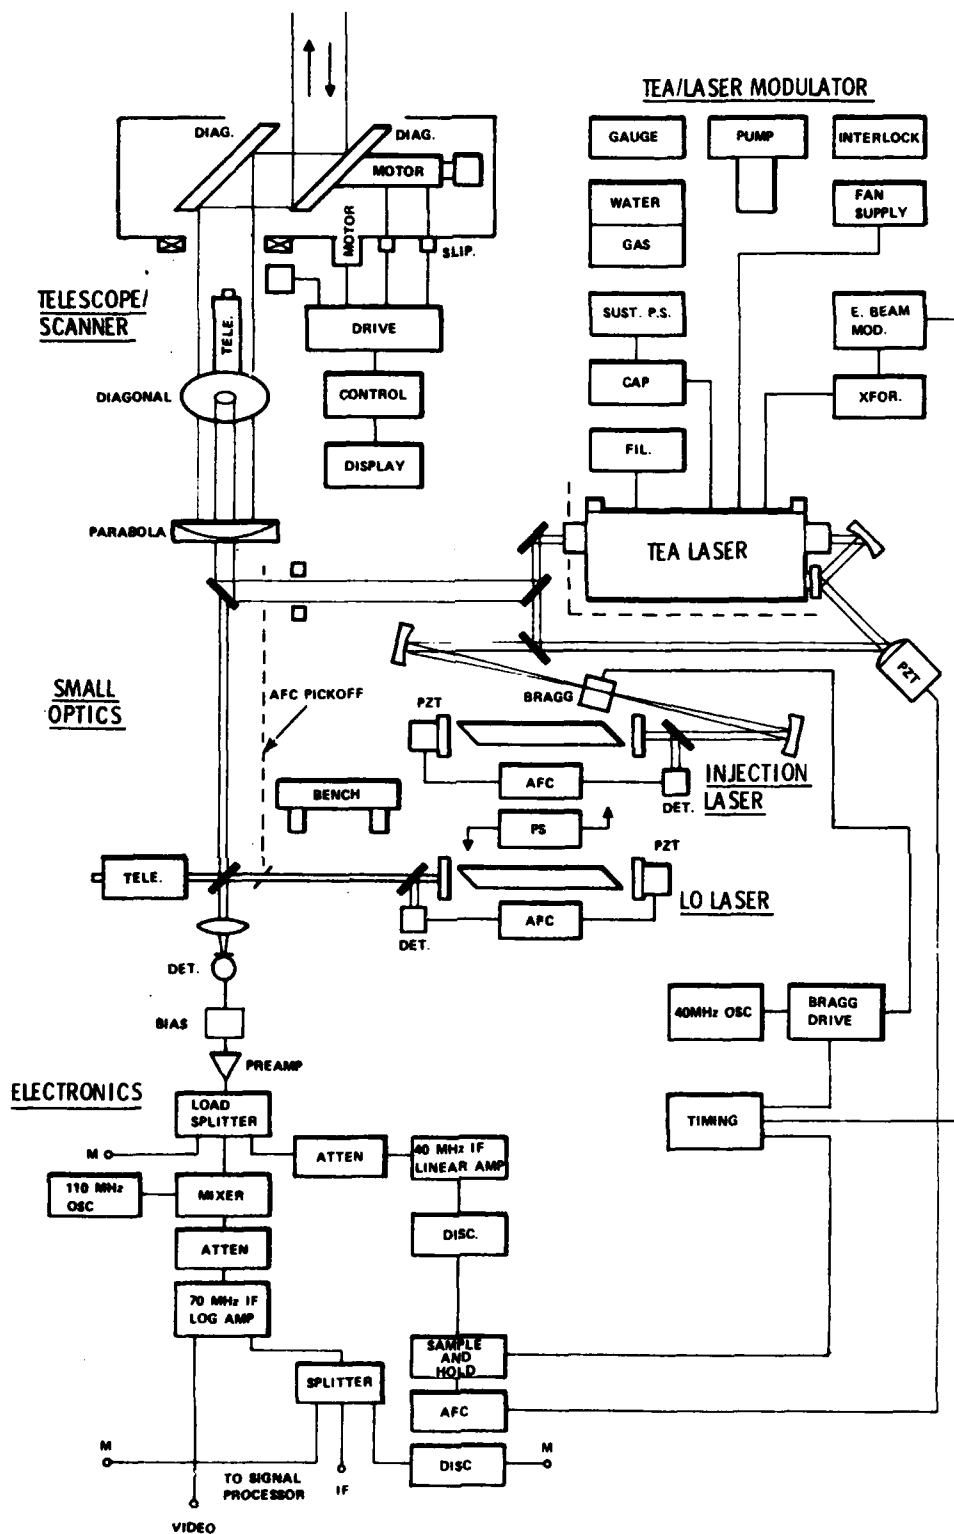 TEA/LASER MODULATOR
DIAG.
DIAG.
MOTOR
MOTOR
SLIP.
GAUGE
PUMP
INTERLOCK
WATER
GAS
FAN
SUPPLY
TELESCOPE/
SCANNER
TELE.
DRIVE
SUST. P.S.
E. BEAM
MOD.
DIAGONAL
CONTROL
CAP
XFOR.
DISPLAY
FIL.
PARABOLA
TEA LASER
SMALL
OPTICS
AFC PICKOFF
BRAGG
PZT
PZT
AFC
DET.
INJECTION
LASER
BENCH
PS
PZT
TELE.
LO LASER
AFC
DET.
DET.
BIAS
40MHz OSC
BRAGG
DRIVE
PREAMP
ELECTRONICS
LOAD
SPLITTER
TIMING
M
ATTEN
40 MHz IF
LINEAR AMP
110 MHz
OSC
MIXER
ATTEN
DISC.
70 MHz IF
LOG AMP
SAMPLE
AND
HOLD
SPLITTER
AFC
M
DISC
M
TO SIGNAL
PROCESSOR
IF
VIDEO